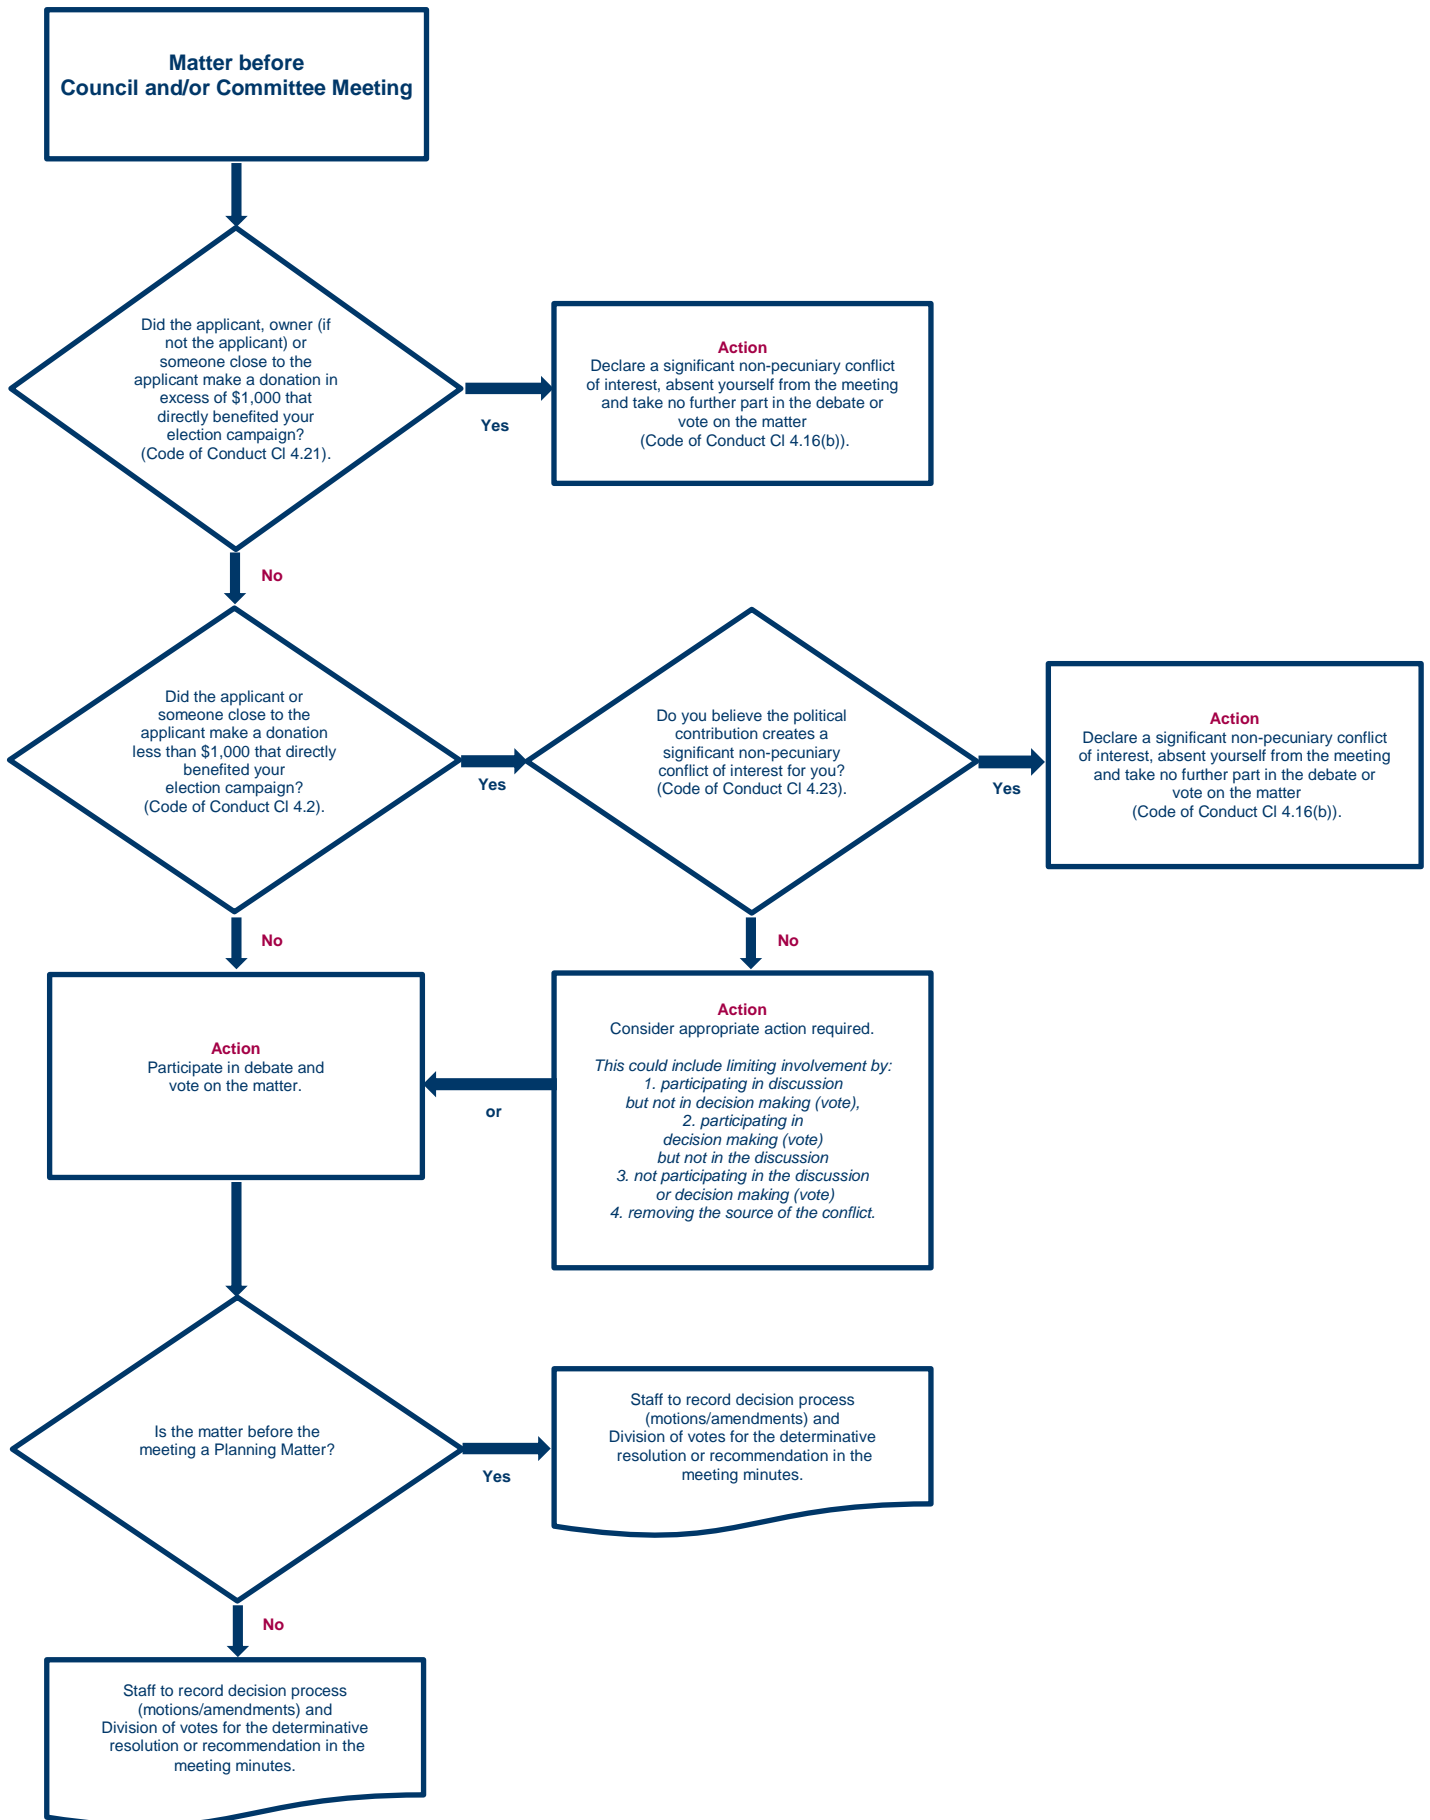 Matter before
Council and/or Committee Meeting
Did the applicant, owner (if
not the applicant) or
someone close to the
applicant make a donation in
excess of $1,000 that
directly benefited your
election campaign?
(Code of Conduct Cl 4.21).
Yes
Action
Declare a significant non-pecuniary conflict
of interest, absent yourself from the meeting
and take no further part in the debate or
vote on the matter
(Code of Conduct Cl 4.16(b)).
No
Did the applicant or
someone close to the
applicant make a donation
less than $1,000 that directly
benefited your
election campaign?
(Code of Conduct Cl 4.2).
Yes
Do you believe the political
contribution creates a
significant non-pecuniary
conflict of interest for you?
(Code of Conduct Cl 4.23).
Yes
Action
Declare a significant non-pecuniary conflict
of interest, absent yourself from the meeting
and take no further part in the debate or
vote on the matter
(Code of Conduct Cl 4.16(b)).
No
No
Action
Participate in debate and
vote on the matter.
or
Action
Consider appropriate action required.
This could include limiting involvement by:
1. participating in discussion
but not in decision making (vote),
2. participating in
decision making (vote)
but not in the discussion
3. not participating in the discussion
or decision making (vote)
4. removing the source of the conflict.
Is the matter before the
meeting a Planning Matter?
Yes
Staff to record decision process
(motions/amendments) and
Division of votes for the determinative
resolution or recommendation in the
meeting minutes.
No
Staff to record decision process
(motions/amendments) and
Division of votes for the determinative
resolution or recommendation in the
meeting minutes.